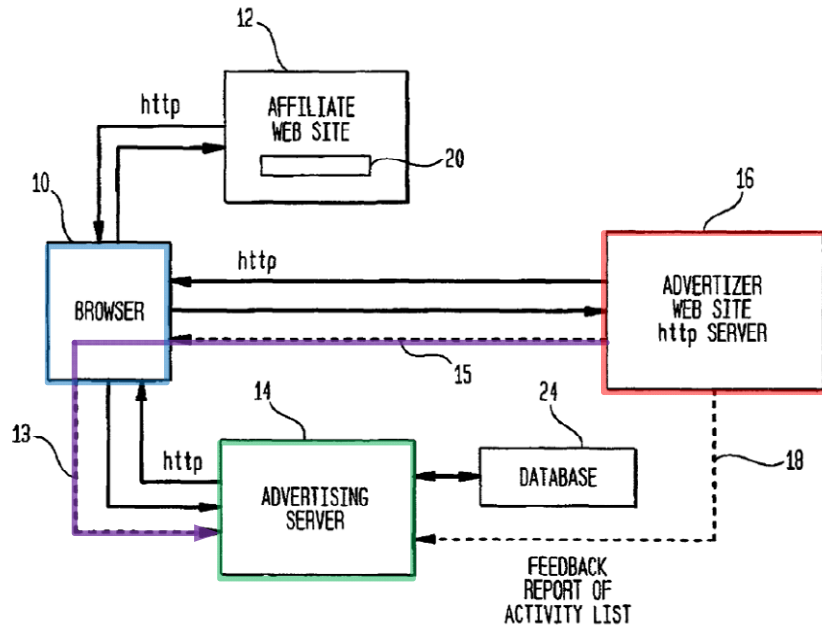 12
http
AFFILIATE
WEB SITE
20
10
16
http
BROWSER
ADVERTIZER
WEB SITE
http SERVER
15
14
24
13
http
DATABASE
18
ADVERTISING
SERVER
FEEDBACK
REPORT OF
ACTIVITY LIST